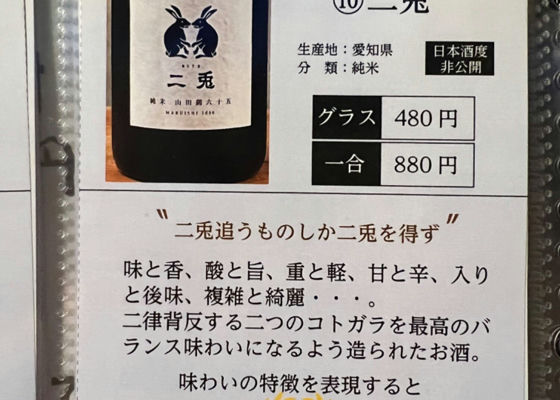 ⑩二兎
生産地：愛知県
分　類：純米
日本酒度
非公開
二兎
純米 山田錦六十五
グラス 480円
一合 880円
〝二兎追うものしか二兎を得ず〞
味と香、酸と旨、重と軽、甘と辛、入り
と後味、複雑と綺麗・・・。
二律背反する二つのコトガラを最高のバ
ランス味わいになるよう造られたお酒。
味わいの特徴を表現すると